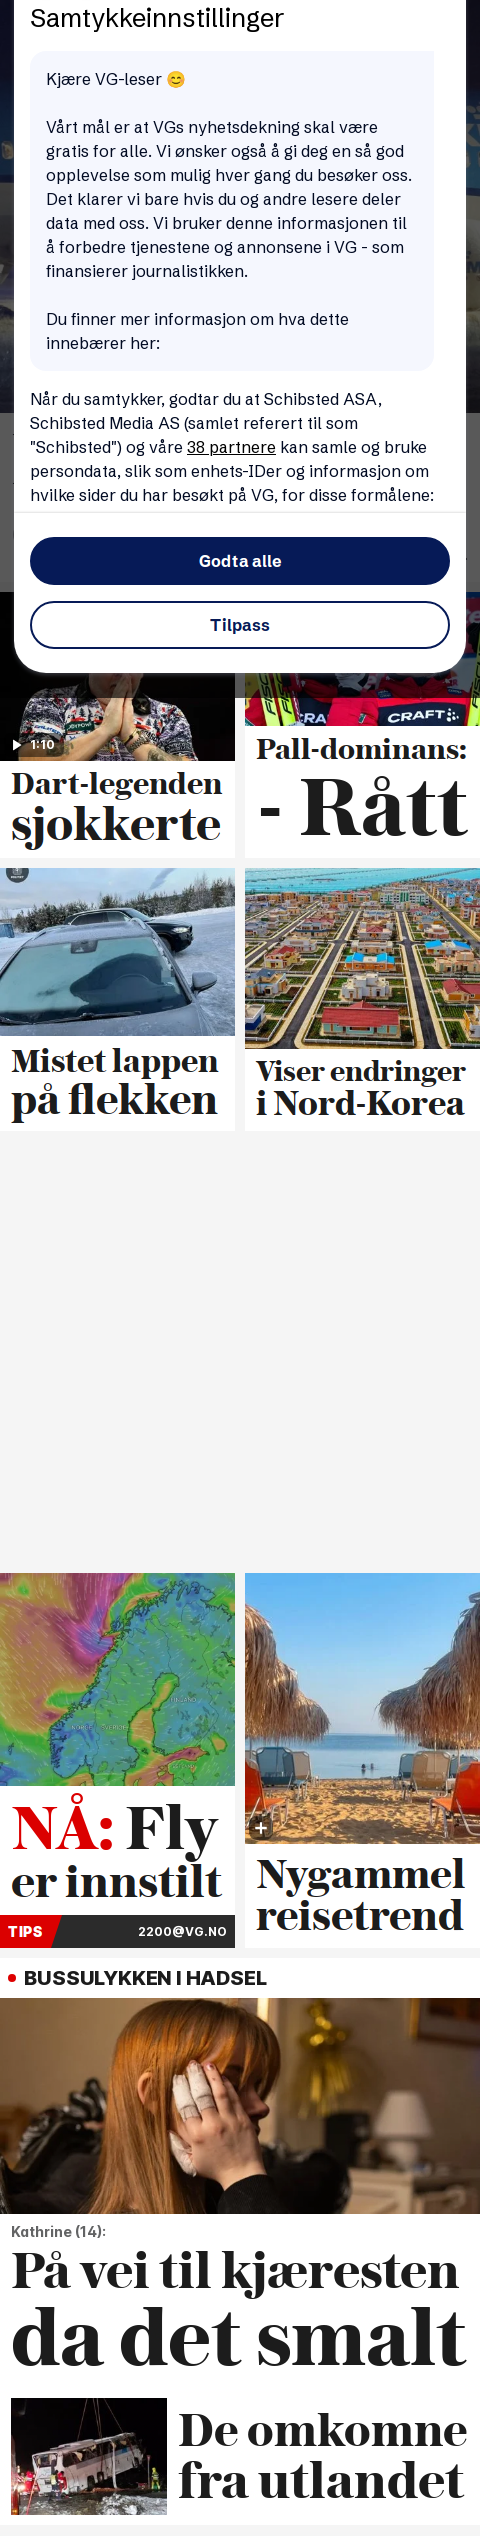 Samtykkeinnstillinger
Kjære VG-leser 😊
Vårt mål er at VGs nyhetsdekning skal være
gratis for alle. Vi ønsker også å gi deg en så god
opplevelse som mulig hver gang du besøker oss.
Det klarer vi bare hvis du og andre lesere deler
data med oss. Vi bruker denne informasjonen til
å forbedre tjenestene og annonsene i VG - som
finansierer journalistikken.
Du finner mer informasjon om hva dette
innebærer her:
Når du samtykker, godtar du at Schibsted ASA,
Schibsted Media AS (samlet referert til som
"Schibsted") og våre 38 partnere kan samle og bruke
persondata, slik som enhets-IDer og informasjon om
hvilke sider du har besøkt på VG, for disse formålene:
Godta alle
Tilpass
1:10
CRAFT
Dart-legenden
sjokkerte
Pall-dominans:
- Rått
Mistet lappen
på flekken
Viser endringer
i Nord-Korea
NÅ: Fly
er innstilt
TIPS
2200@VG.NO
Nygammel
reisetrend
BUSSULYKKEN I HADSEL
Kathrine (14):
På vei til kjæresten
da det smalt
De omkomne
fra utlandet